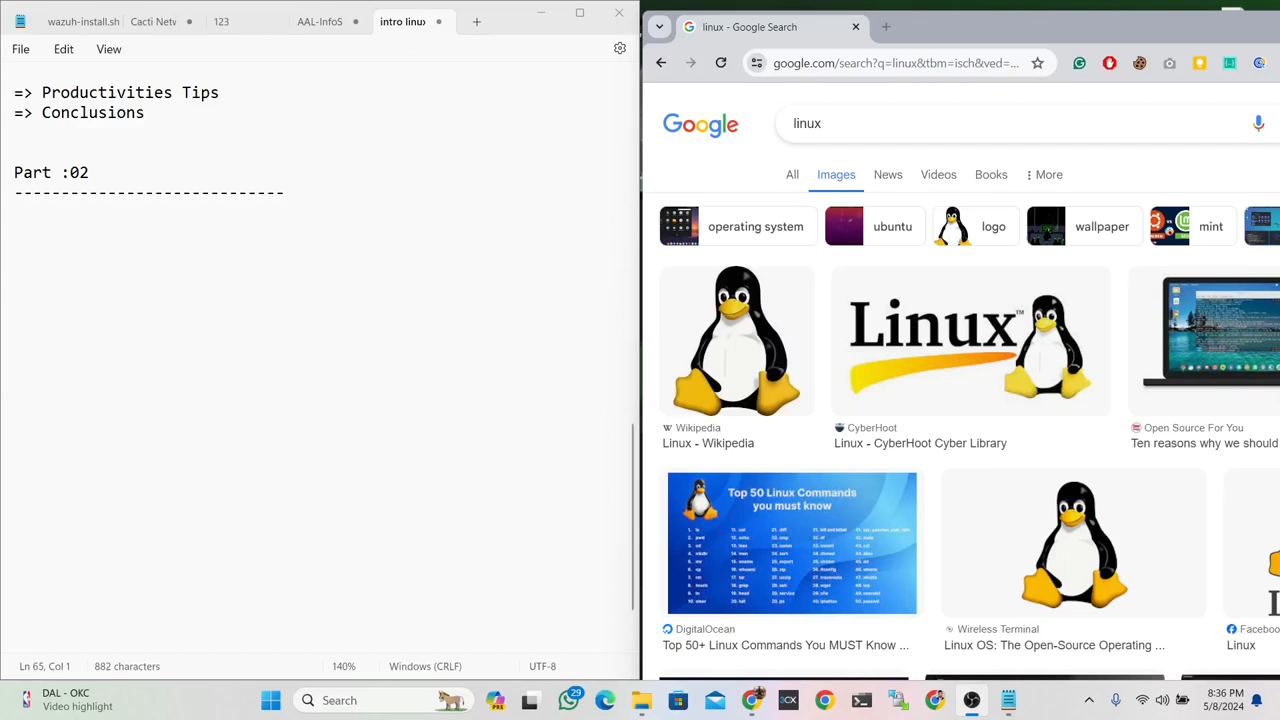 wazuh-install.sh
Cacti Netw
123
AAL-InfoS
intro linux
File Edit View
=> Productivities Tips
=> Conclusions
Part :02
-----------------------------
Ln 65, Col 1
882 characters
140%
Windows (CRLF)
UTF-8
linux - Google Search
google.com/search?q=linux&tbm=isch&ved=...
Google
linux
All Images News Videos Books More
operating system
ubuntu
logo
wallpaper
mint
Linux™
Wikipedia
Linux - Wikipedia
CyberHoot
Linux - CyberHoot Cyber Library
Open Source For You
Ten reasons why we should
Top 50 Linux Commands
you must know
DigitalOcean
Top 50+ Linux Commands You MUST Know ...
Wireless Terminal
Linux OS: The Open-Source Operating ...
Facebo
Linux
DAL - OKC
Video highlight
Search
29
8:36 PM
5/8/2024